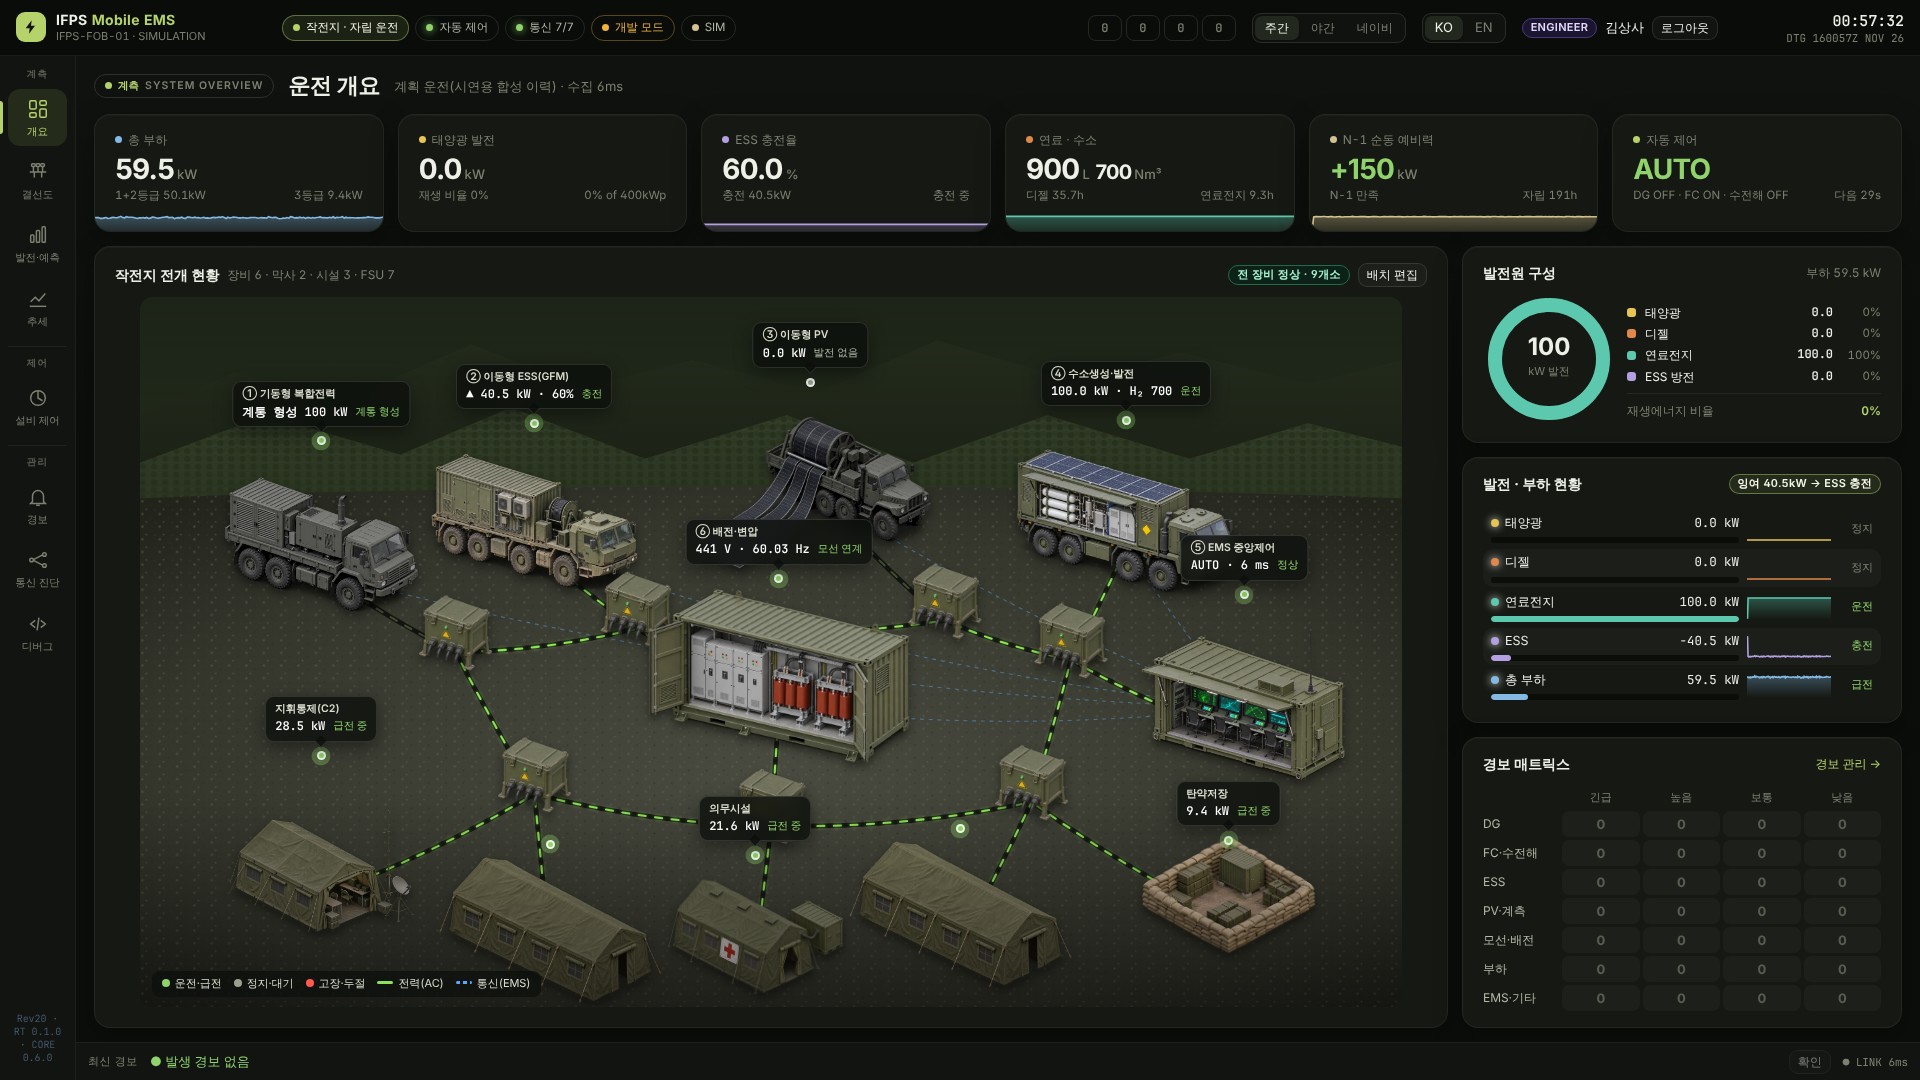 IFPS Mobile EMS
IFPS-FOB-01 · SIMULATION
작전지 · 자립 운전
자동 제어
통신 7/7
개발 모드
SIM
0 0 0 0
주간 야간 네이비
KO EN
ENGINEER 김상사 로그아웃
00:57:32
DTG 160057Z NOV 26
계측
개요
결선도
발전·예측
추세
제어
설비 제어
관리
경보
통신 진단
디버그
Rev20 ·
RT 0.1.0
· CORE
0.6.0
계측 SYSTEM OVERVIEW
운전 개요
계획 운전(시연용 합성 이력) · 수집 6ms
총 부하
59.5 kW
1+2등급 50.1kW 3등급 9.4kW
태양광 발전
0.0 kW
재생 비율 0% 0% of 400kWp
ESS 충전율
60.0 %
충전 40.5kW 충전 중
연료 · 수소
900 L 700 Nm³
디젤 35.7h 연료전지 9.3h
N-1 순동 예비력
+150 kW
N-1 만족 자립 191h
자동 제어
AUTO
DG OFF · FC ON · 수전해 OFF 다음 29s
작전지 전개 현황 장비 6 · 막사 2 · 시설 3 · FSU 7
전 장비 정상 · 9개소
배치 편집
③ 이동형 PV
0.0 kW 발전 없음
② 이동형 ESS(GFM)
▲ 40.5 kW · 60% 충전
④ 수소생성·발전
100.0 kW · H₂ 700 운전
① 기동형 복합전력
계통 형성 100 kW 계통 형성
⑥ 배전·변압
441 V · 60.03 Hz 모선 연계
⑤ EMS 중앙제어
AUTO · 6 ms 정상
지휘통제(C2)
28.5 kW 급전 중
의무시설
21.6 kW 급전 중
탄약저장
9.4 kW 급전 중
운전·급전 정지·대기 고장·두절 전력(AC) 통신(EMS)
발전원 구성 부하 59.5 kW
100
kW 발전
태양광 0.0 0%
디젤 0.0 0%
연료전지 100.0 100%
ESS 방전 0.0 0%
재생에너지 비율 0%
발전 · 부하 현황 잉여 40.5kW → ESS 충전
태양광 0.0 kW 정지
디젤 0.0 kW 정지
연료전지 100.0 kW 운전
ESS -40.5 kW 충전
총 부하 59.5 kW 급전
경보 매트릭스 경보 관리 →
긴급 높음 보통 낮음
DG 0 0 0 0
FC·수전해 0 0 0 0
ESS 0 0 0 0
PV·계측 0 0 0 0
모선·배전 0 0 0 0
부하 0 0 0 0
EMS·기타 0 0 0 0
최신 경보 발생 경보 없음
확인 LINK 6ms